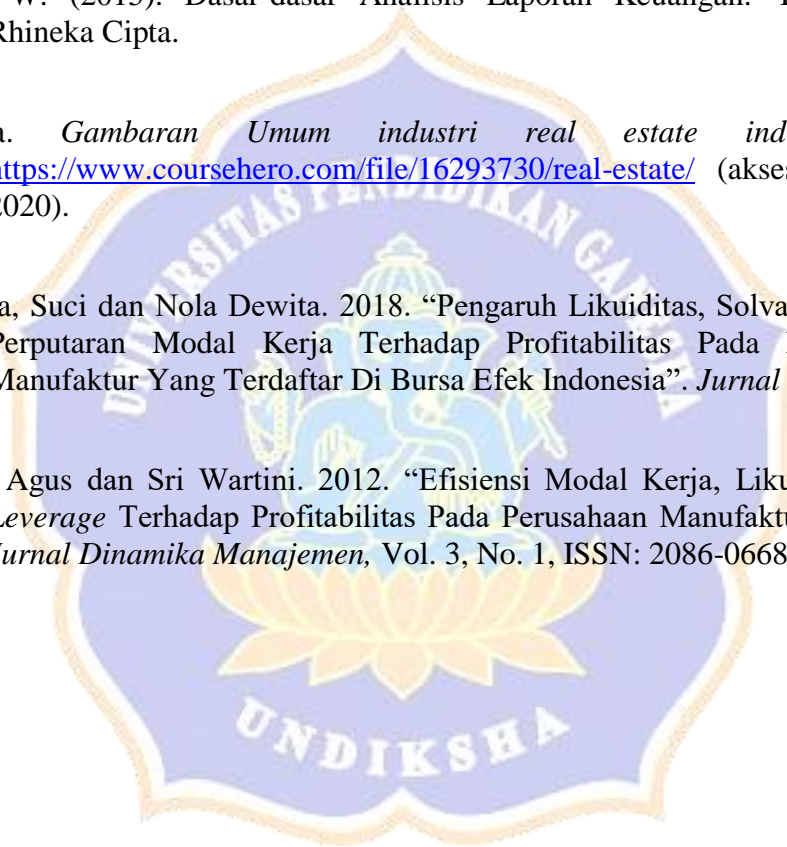 W. (2015). Dasar-dasar Analisis Laporan Keuangan.
Rhineka Cipta.
a. Gambaran Umum industri real estate ind
https://www.coursehero.com/file/16293730/real-estate/ (akses
2020).
a, Suci dan Nola Dewita. 2018. “Pengaruh Likuiditas, Solva
Perputaran Modal Kerja Terhadap Profitabilitas Pada
Manufaktur Yang Terdaftar Di Bursa Efek Indonesia”. Jurnal
Agus dan Sri Wartini. 2012. “Efisiensi Modal Kerja, Liku
Leverage Terhadap Profitabilitas Pada Perusahaan Manufaktu
Jurnal Dinamika Manajemen, Vol. 3, No. 1, ISSN: 2086-0668
UNIVERSITAS PENDIDIKAN GANESHA
UNDIKSHA